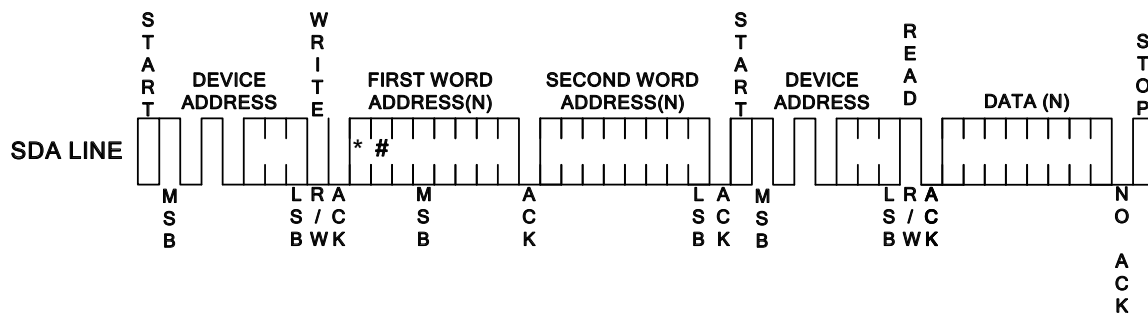 START
WRITE
START
READ
STOP
DEVICE
ADDRESS
FIRST WORD
ADDRESS(N)
SECOND WORD
ADDRESS(N)
DEVICE
ADDRESS
DATA (N)
SDA LINE
* #
MSB
LSB
R/W
ACK
MSB
ACK
LSB
ACK
MSB
LSB
R/W
ACK
NO ACK